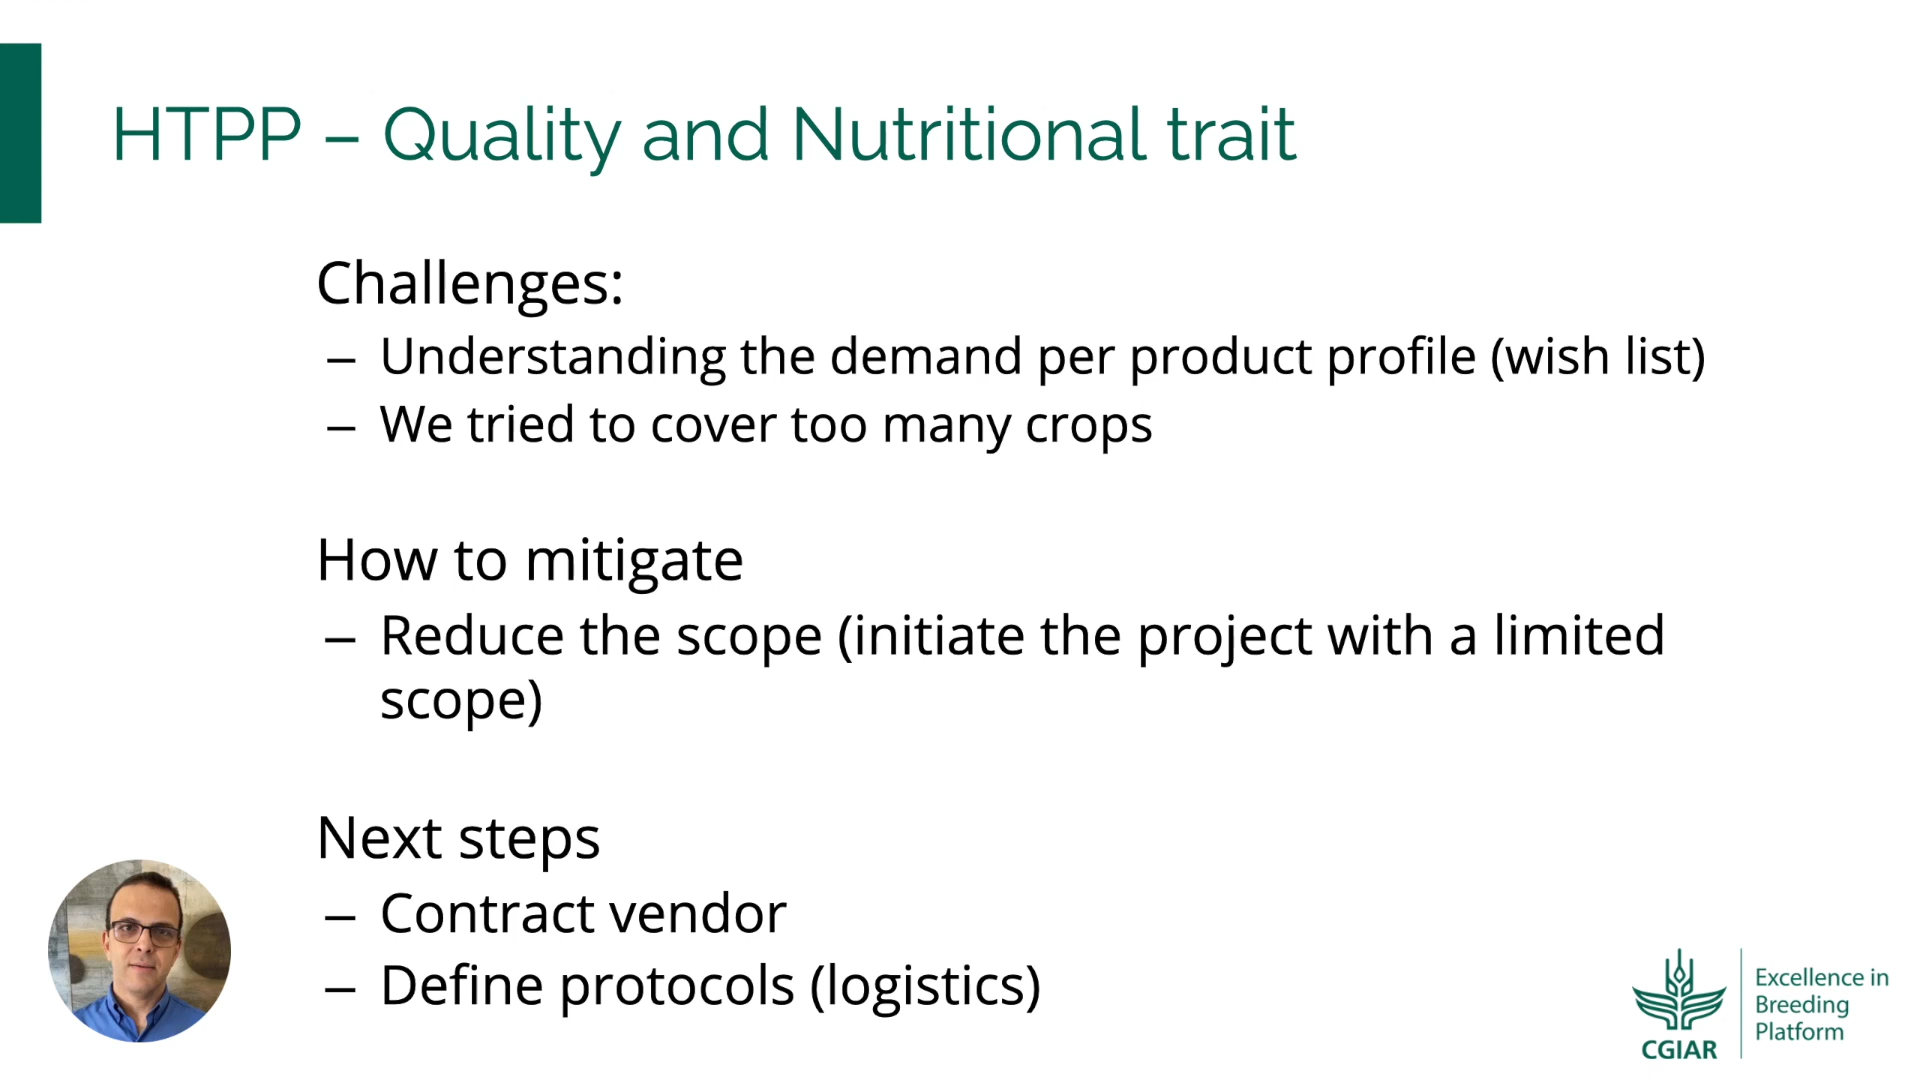 HTPP – Quality and Nutritional trait
Challenges:
– Understanding the demand per product profile (wish list)
– We tried to cover too many crops
How to mitigate
– Reduce the scope (initiate the project with a limited
scope)
Next steps
– Contract vendor
– Define protocols (logistics)
CGIAR
Excellence in
Breeding
Platform